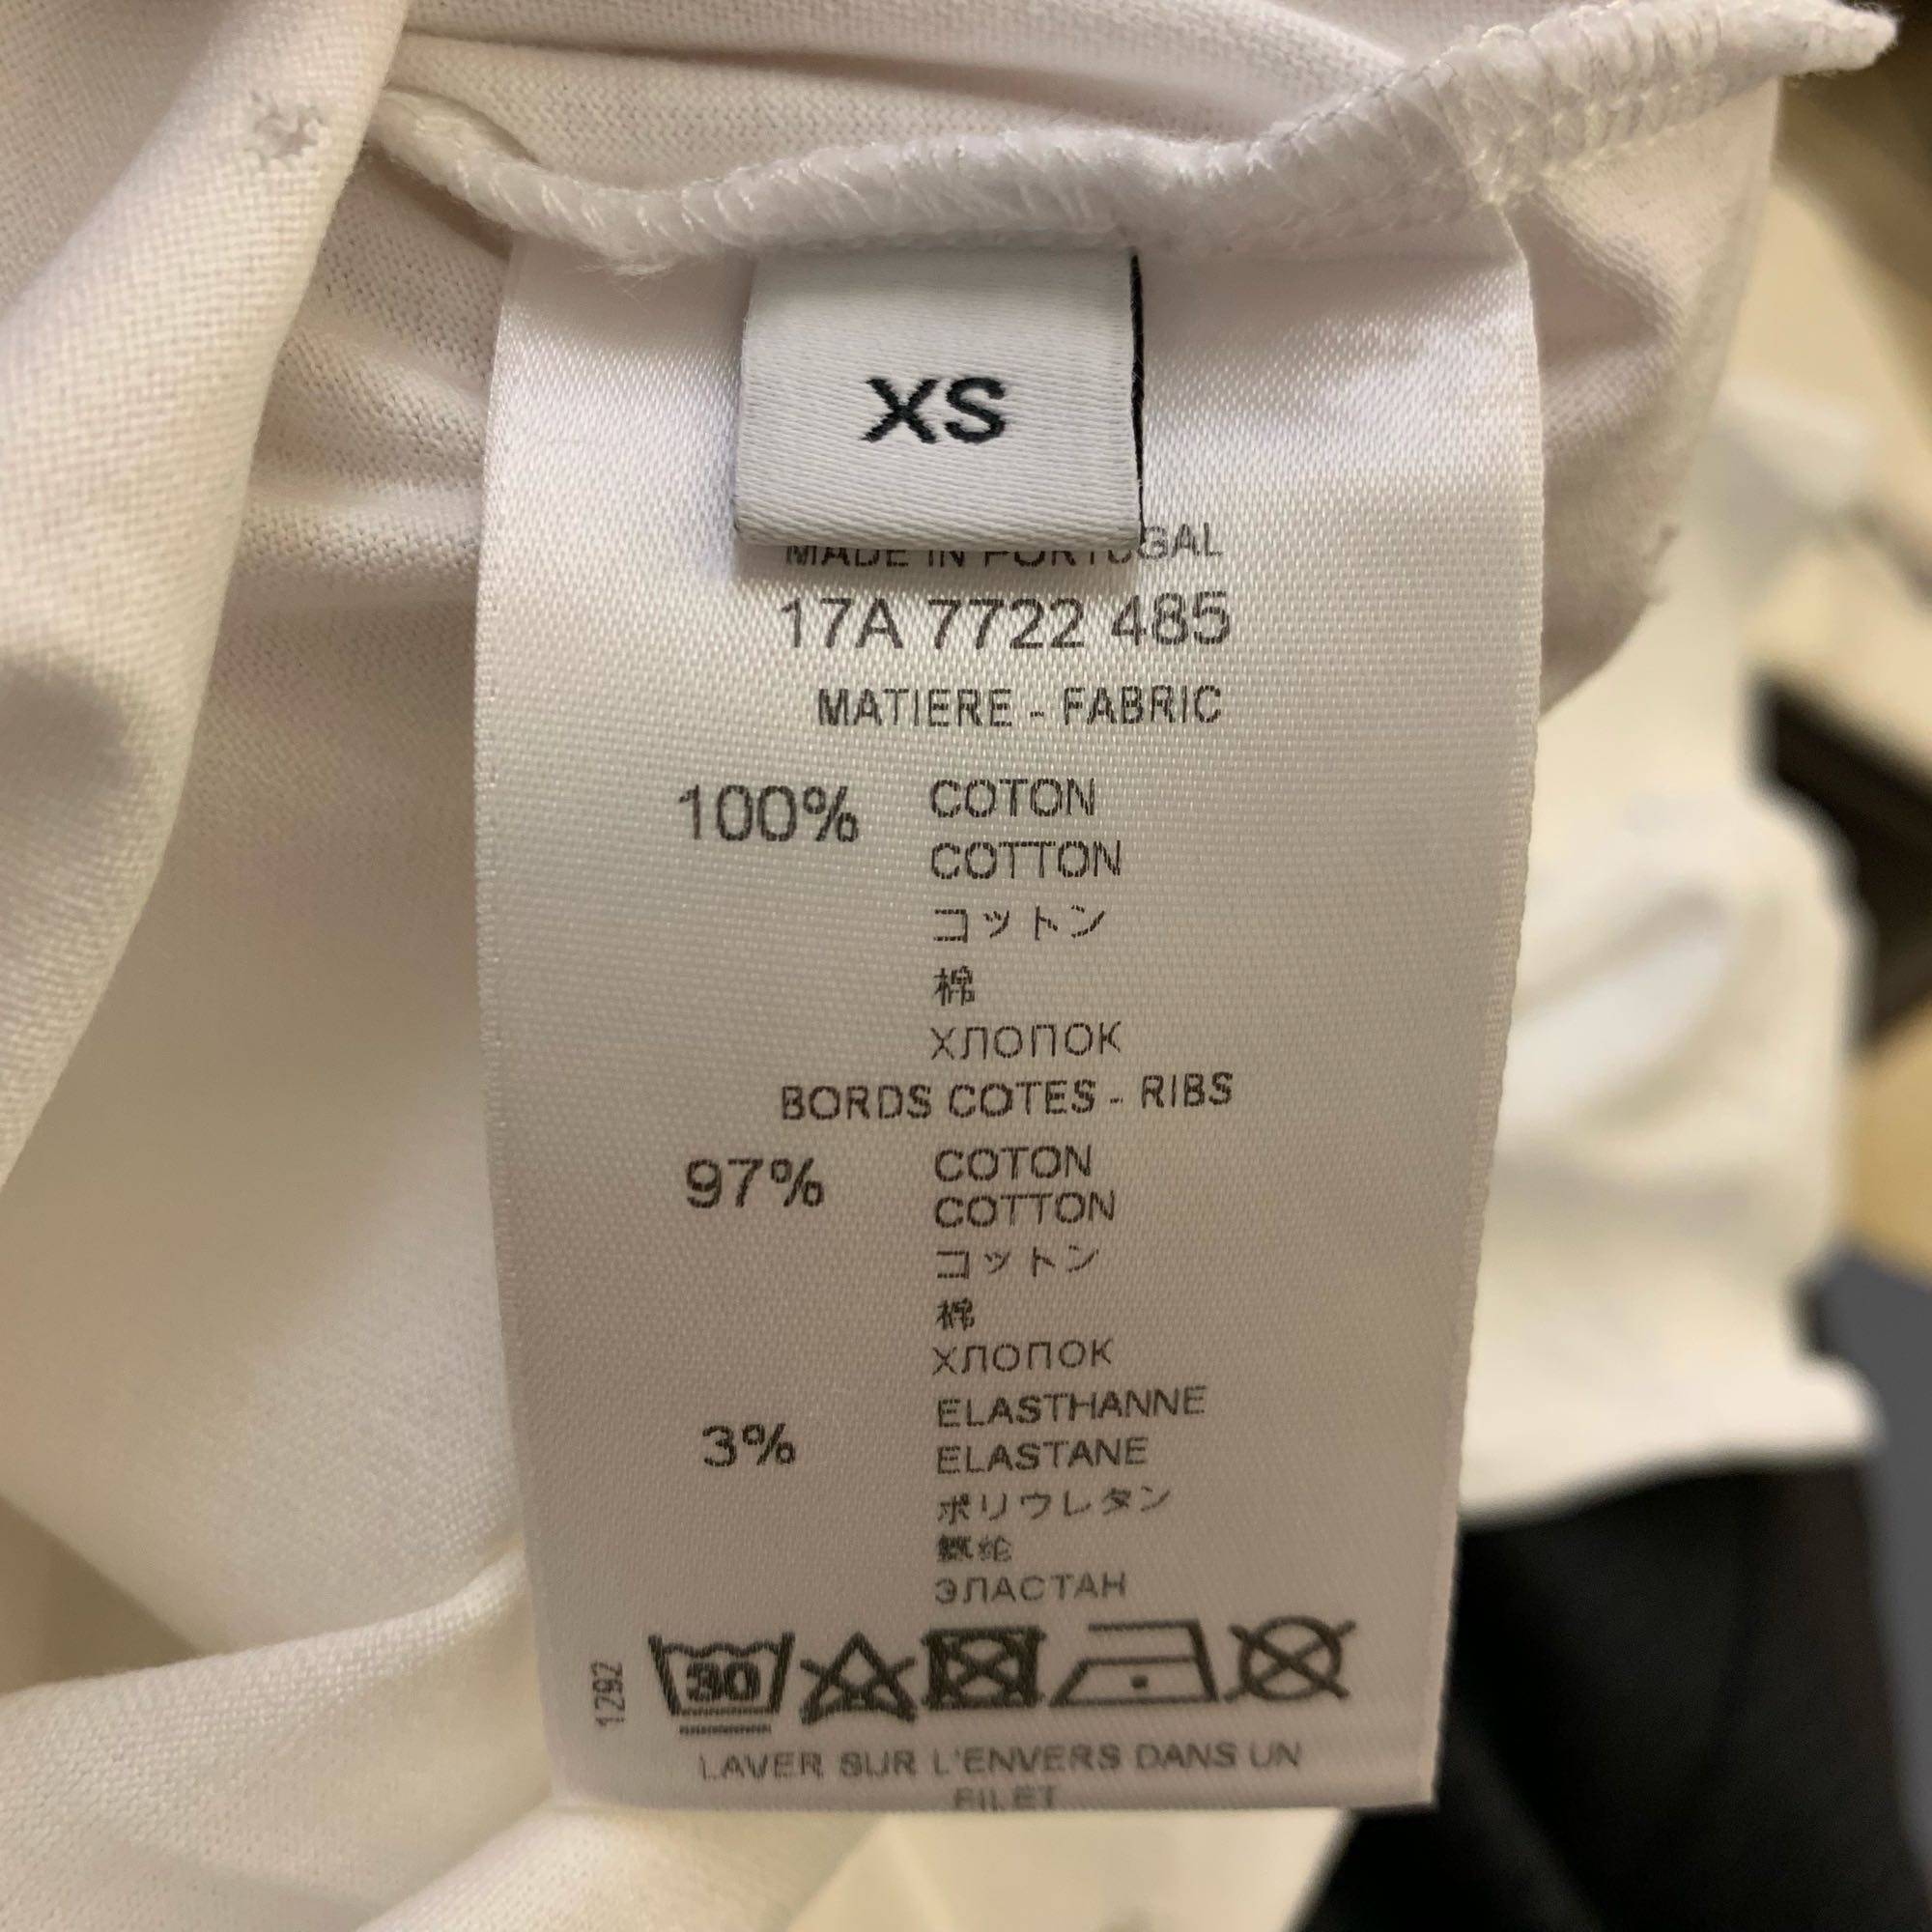 XS
MADE IN PORTUGAL
17A 7722 485
MATIERE - FABRIC
100% COTON
COTTON
コットン
棉
ХЛОПОК
BORDS COTES - RIBS
97% COTON
COTTON
コットン
棉
ХЛОПОК
3% ELASTHANNE
ELASTANE
ポリウレタン
氨纶
ЭЛАСТАН
1292
30
LAVER SUR L'ENVERS DANS UN
FILET